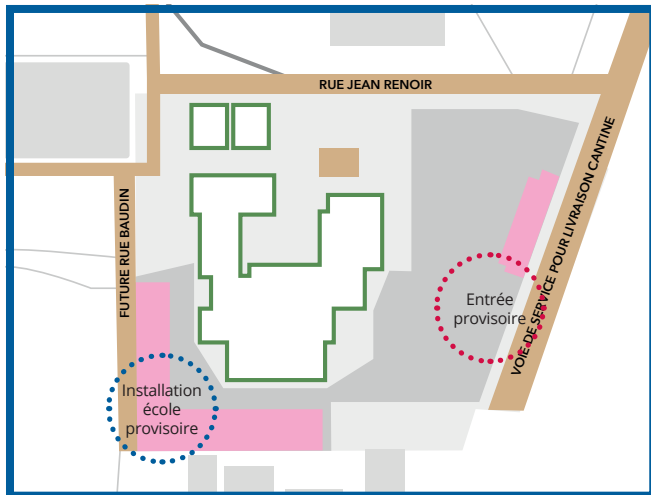 RUE JEAN RENOIR
FUTURE RUE BAUDIN
VOIE DE SERVICE POUR LIVRAISON CANTINE
Entrée
provisoire
Installation
école
provisoire